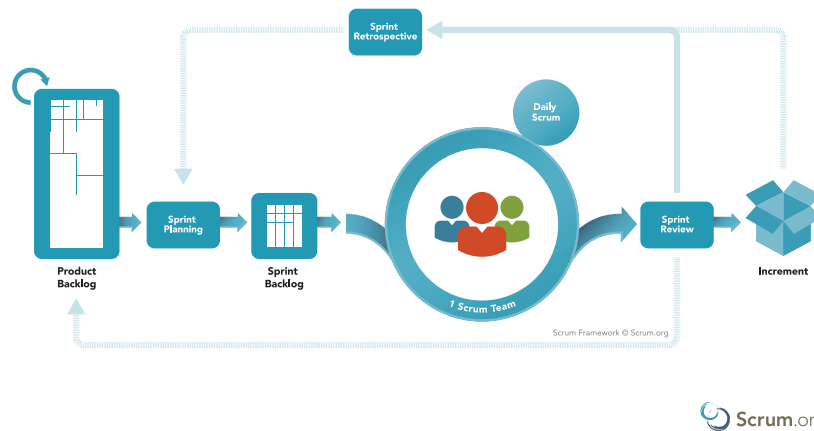 Sprint
Retrospective
Daily
Scrum
Sprint
Planning
Sprint
Review
Product
Backlog
Sprint
Backlog
1 Scrum Team
Increment
Scrum Framework © Scrum.org
Scrum.or